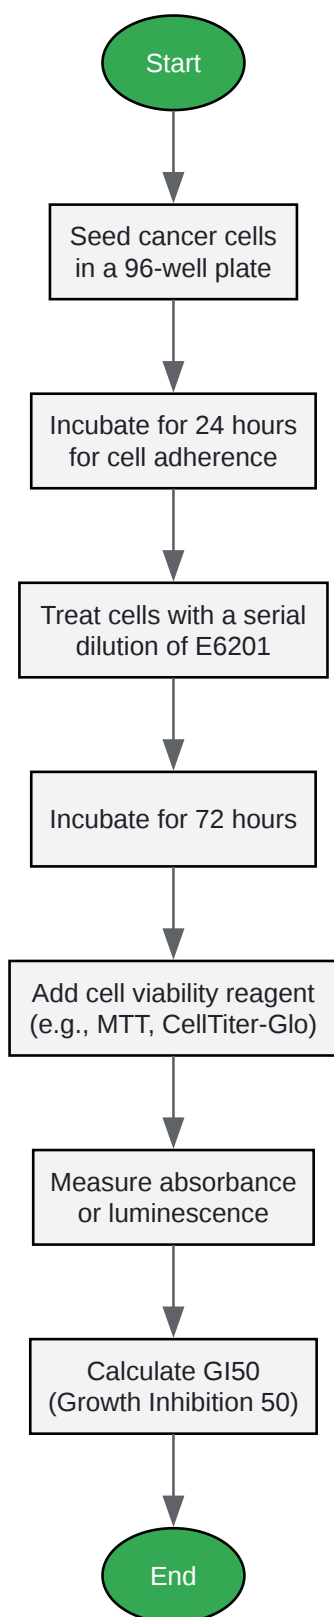 Start
Seed cancer cells
in a 96-well plate
Incubate for 24 hours
for cell adherence
Treat cells with a serial
dilution of E6201
Incubate for 72 hours
Add cell viability reagent
(e.g., MTT, CellTiter-Glo)
Measure absorbance
or luminescence
Calculate GI50
(Growth Inhibition 50)
End